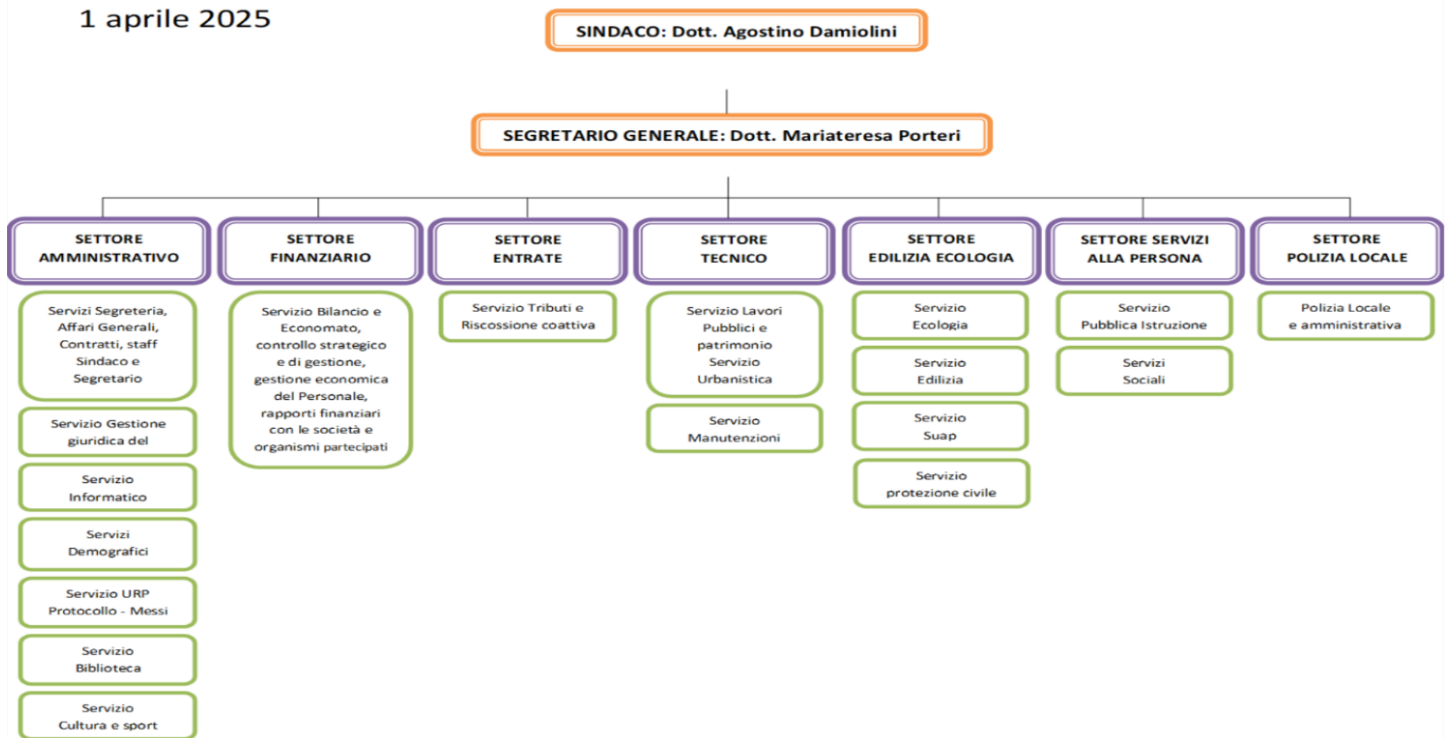 1 aprile 2025
SINDACO: Dott. Agostino Damiolini
SEGRETARIO GENERALE: Dott. Mariateresa Porteri
SETTORE
AMMINISTRATIVO
Servizi Segreteria,
Affari Generali,
Contratti, staff
Sindaco e
Segretario
Servizio Gestione
giuridica del
Servizio
Informatico
Servizi
Demografici
Servizio URP
Protocollo - Messi
Servizio
Biblioteca
Servizio
Cultura e sport
SETTORE
FINANZIARIO
Servizio Bilancio e
Economato,
controllo strategico
e di gestione,
gestione economica
del Personale,
rapporti finanziari
con le società e
organismi partecipati
SETTORE
ENTRATE
Servizio Tributi e
Riscossione coattiva
SETTORE
TECNICO
Servizio Lavori
Pubblici e
patrimonio
Servizio
Urbanistica
Servizio
Manutenzioni
SETTORE
EDILIZIA ECOLOGIA
Servizio
Ecologia
Servizio
Edilizia
Servizio
Suap
Servizio
protezione civile
SETTORE SERVIZI
ALLA PERSONA
Servizio
Pubblica Istruzione
Servizi
Sociali
SETTORE
POLIZIA LOCALE
Polizia Locale
e amministrativa